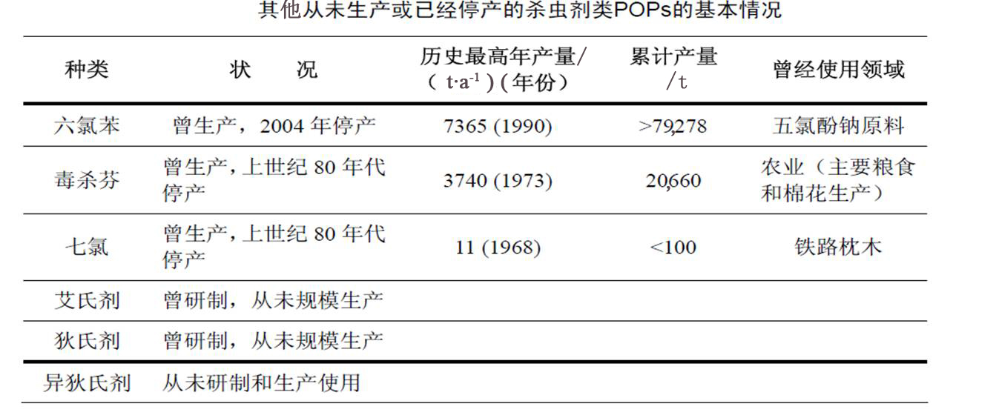 其他从未生产或已经停产的杀虫剂类POPs的基本情况
种类 状 况 历史最高年产量/ 累计产量 曾经使用领域
（ t·a-1 ) (年份） /t
六氯苯 曾生产，2004 年停产 7365 (1990) >79,278 五氯酚钠原料
毒杀芬 曾生产，上世纪 80 年代 3740 (1973) 20,660 农业（主要粮食
停产 和棉花生产）
七氯 曾生产，上世纪 80 年代 11 (1968) <100 铁路枕木
停产
艾氏剂 曾研制，从未规模生产
狄氏剂 曾研制，从未规模生产
异狄氏剂 从未研制和生产使用